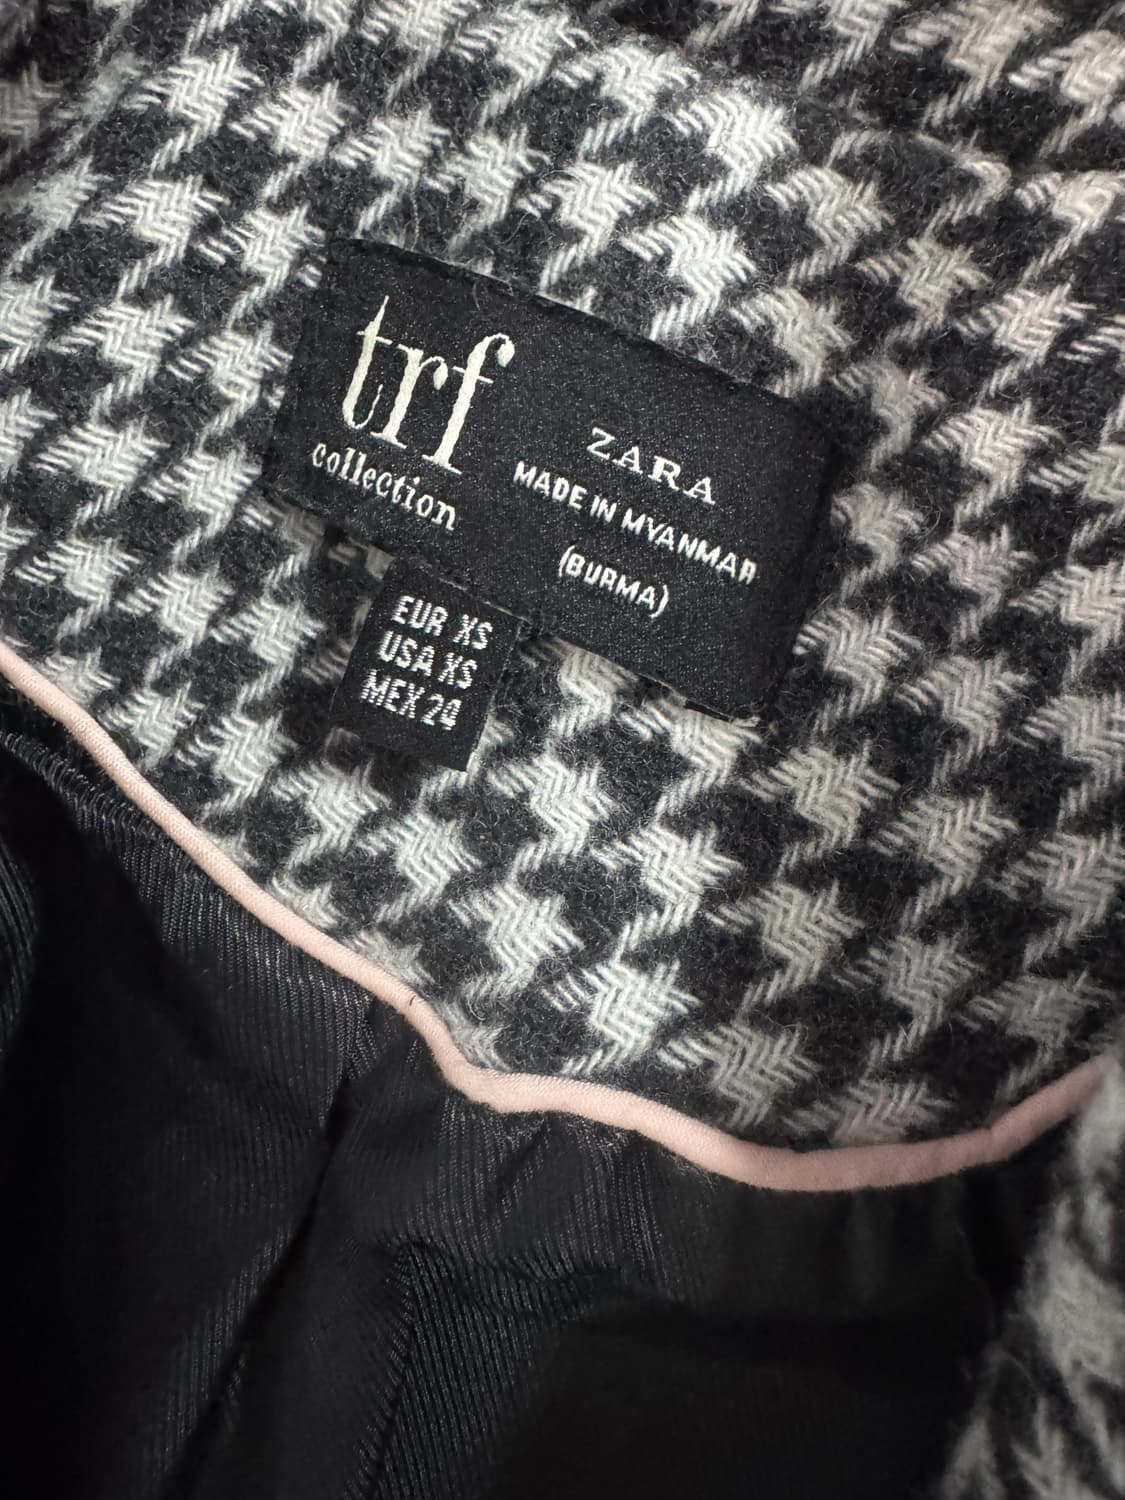 trf
collection
ZARA
MADE IN MYANMAR
(BURMA)
EUR XS
USA XS
MEX 24